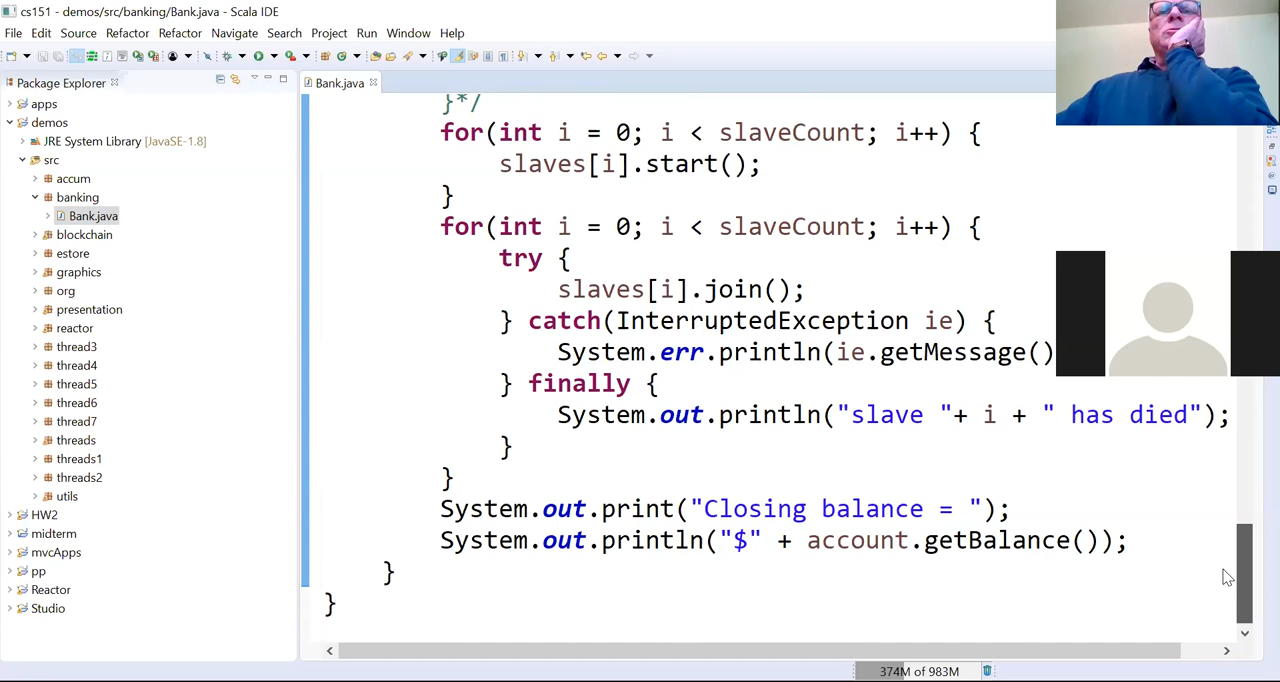 cs151 - demos/src/banking/Bank.java - Scala IDE
File Edit Source Refactor Refactor Navigate Search Project Run Window Help
Package Explorer
Bank.java
apps
demos
JRE System Library [JavaSE-1.8]
src
accum
banking
Bank.java
blockchain
estore
graphics
org
presentation
reactor
thread3
thread4
thread5
thread6
thread7
threads
threads1
threads2
utils
HW2
midterm
mvcApps
pp
Reactor
Studio
}*/
for(int i = 0; i < slaveCount; i++) {
slaves[i].start();
}
for(int i = 0; i < slaveCount; i++) {
try {
slaves[i].join();
} catch(InterruptedException ie) {
System.err.println(ie.getMessage()
} finally {
System.out.println("slave "+ i + " has died");
}
}
System.out.print("Closing balance = ");
System.out.println("$" + account.getBalance());
}
}
374M of 983M